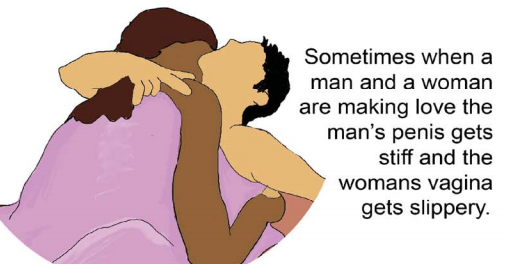 Sometimes when a
man and a woman
are making love the
man's penis gets
stiff and the
womans vagina
gets slippery.